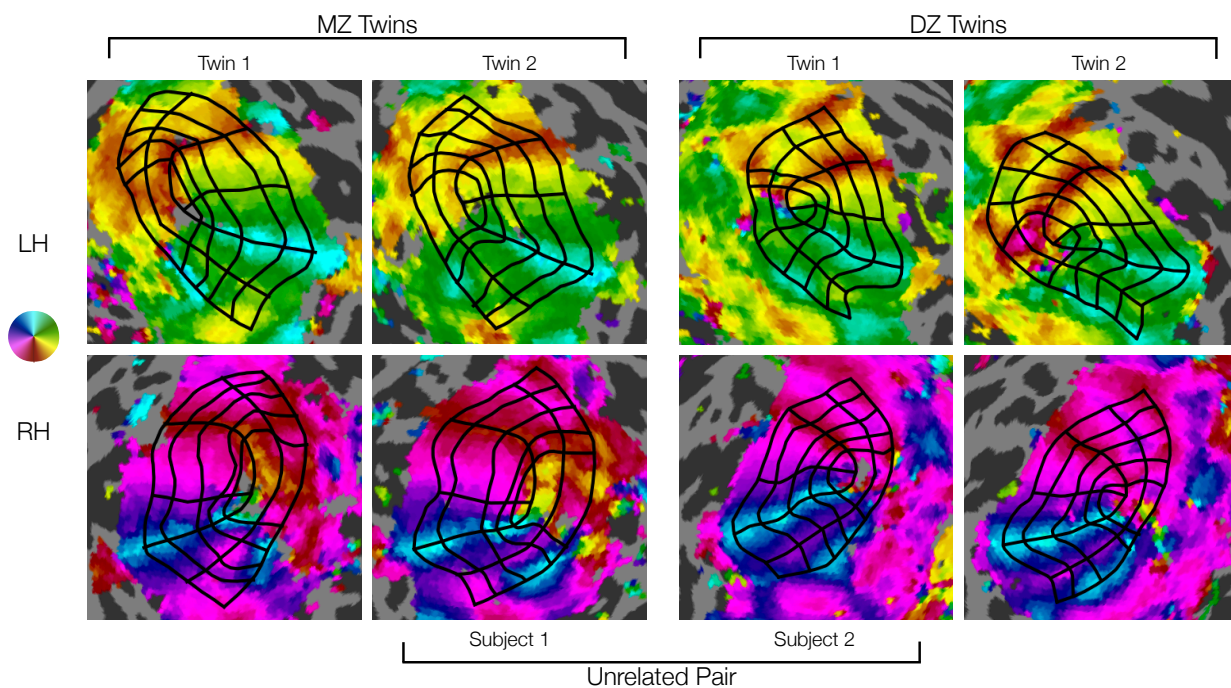 MZ Twins
DZ Twins
Twin 1
Twin 2
Twin 1
Twin 2
LH
RH
Subject 1
Subject 2
Unrelated Pair